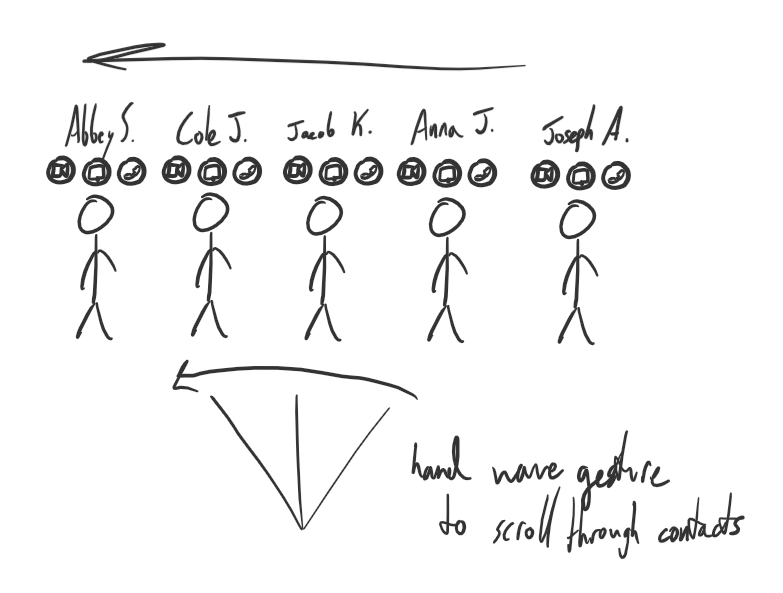 Abbey S. Cole J. Jacob K. Anna J. Joseph A.
hand wave gesture
to scroll through contacts